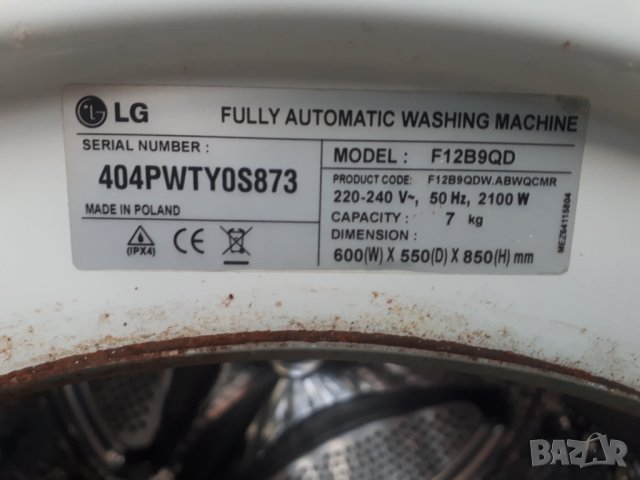 LG FULLY AUTOMATIC WASHING MACHINE
SERIAL NUMBER :
404PWTY0S873
MADE IN POLAND
(IPX4)
CE
MODEL : F12B9QD
PRODUCT CODE: F12B9QDW.ABWQCMR
220-240 V~, 50 Hz, 2100 W
CAPACITY : 7 kg
DIMENSION :
600(W) X 550(D) X 850(H) mm
MEZ64115804
BAZAR